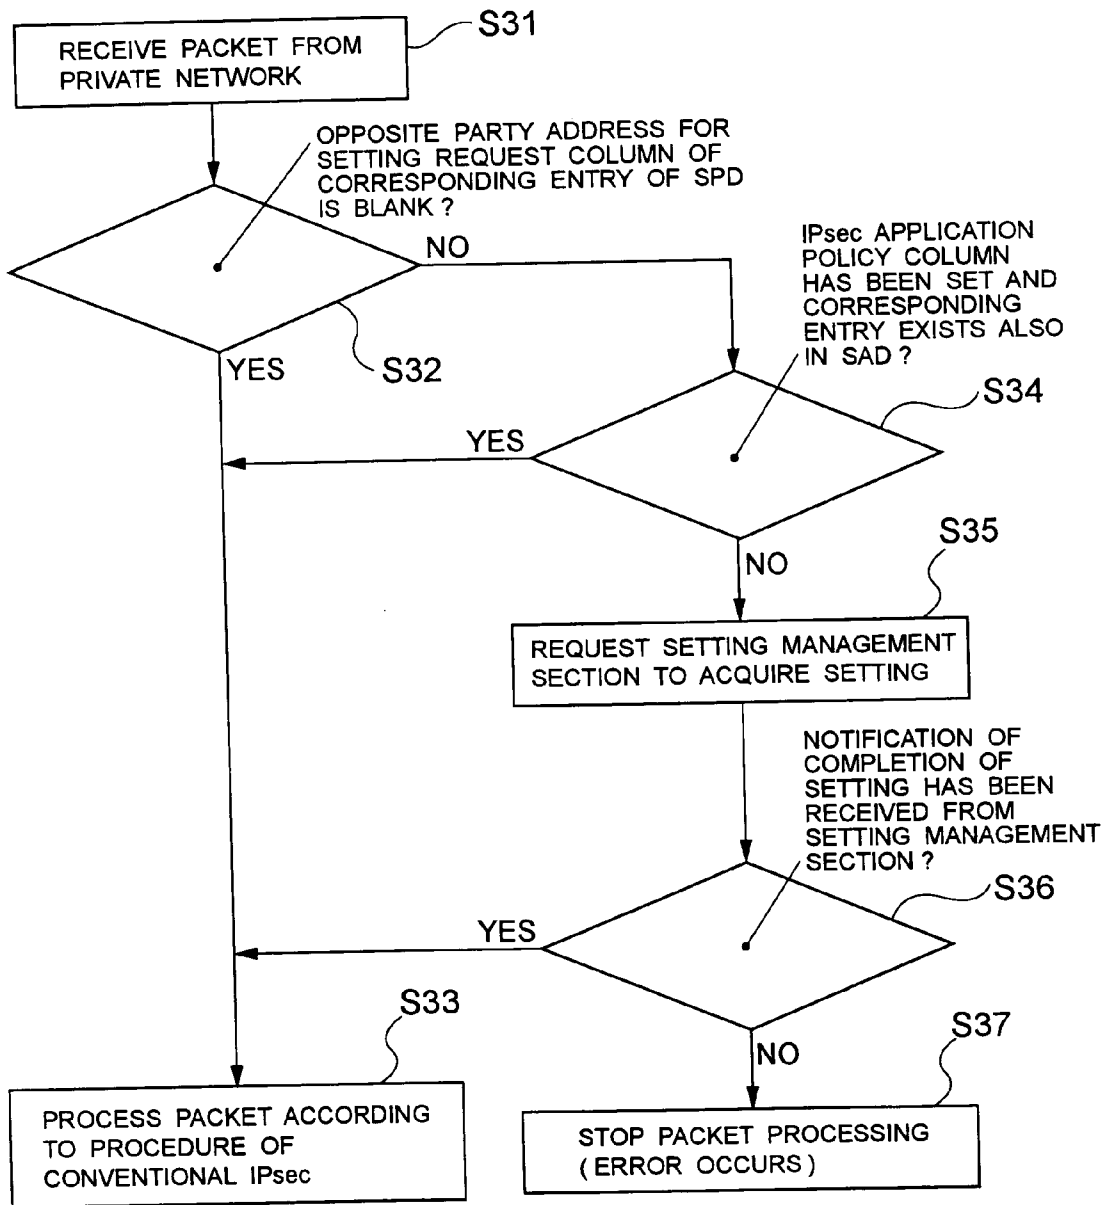 RECEIVE PACKET FROM
PRIVATE NETWORK
S31
OPPOSITE PARTY ADDRESS FOR
SETTING REQUEST COLUMN OF
CORRESPONDING ENTRY OF SPD
IS BLANK?
NO
YES
S32
IPsec APPLICATION
POLICY COLUMN
HAS BEEN SET AND
CORRESPONDING
ENTRY EXISTS ALSO
IN SAD?
S34
YES
NO
S35
REQUEST SETTING MANAGEMENT
SECTION TO ACQUIRE SETTING
NOTIFICATION OF
COMPLETION OF
SETTING HAS BEEN
RECEIVED FROM
SETTING MANAGEMENT
SECTION?
S36
YES
NO
S33
PROCESS PACKET ACCORDING
TO PROCEDURE OF
CONVENTIONAL IPsec
S37
STOP PACKET PROCESSING
(ERROR OCCURS)